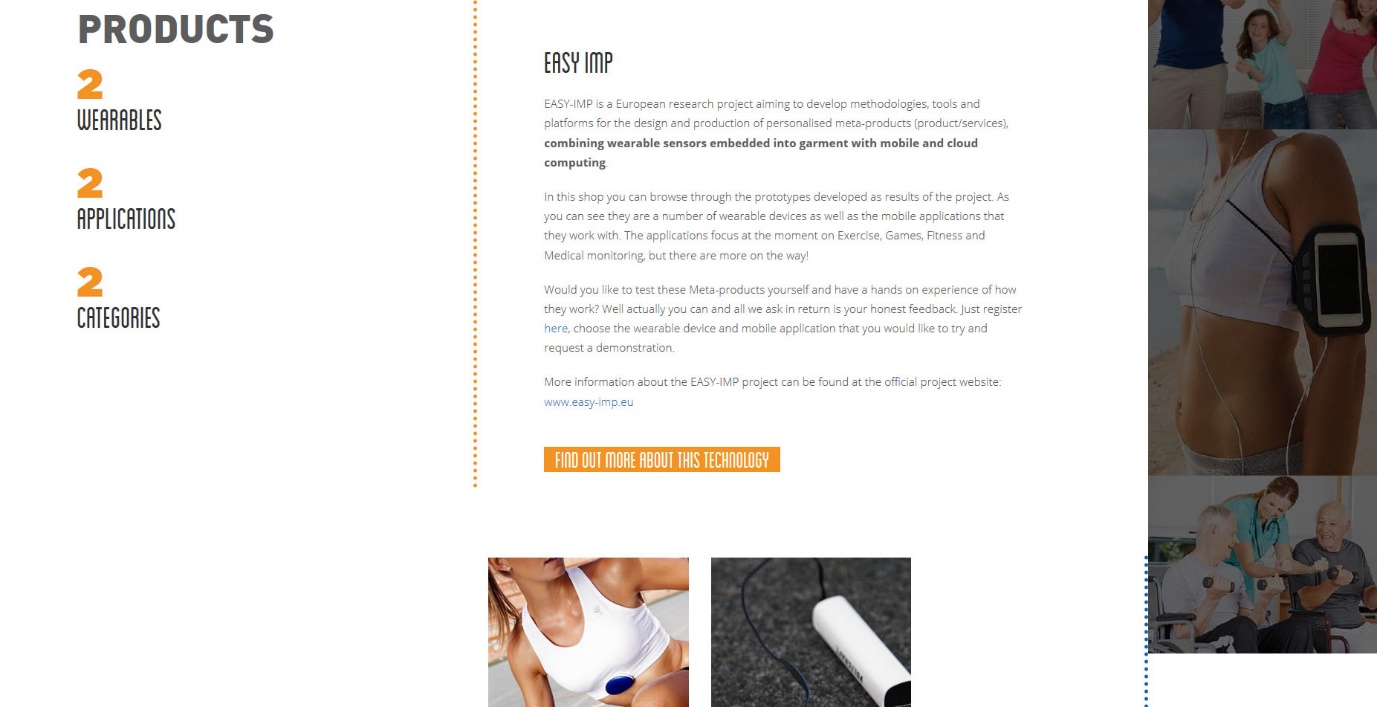 PRODUCTS
2
WEARABLES
2
APPLICATIONS
2
CATEGORIES
EASY IMP
EASY-IMP is a European research project aiming to develop methodologies, tools and
platforms for the design and production of personalised meta-products (product/services),
combining wearable sensors embedded into garment with mobile and cloud
computing.
In this shop you can browse through the prototypes developed as results of the project. As
you can see they are a number of wearable devices as well as the mobile applications that
they work with. The applications focus at the moment on Exercise, Games, Fitness and
Medical monitoring, but there are more on the way!
Would you like to test these Meta-products yourself and have a hands on experience of how
they work? Well actually you can and all we ask in return is your honest feedback. Just register
here, choose the wearable device and mobile application that you would like to try and
request a demonstration.
More information about the EASY-IMP project can be found at the official project website:
www.easy-imp.eu
FIND OUT MORE ABOUT THIS TECHNOLOGY